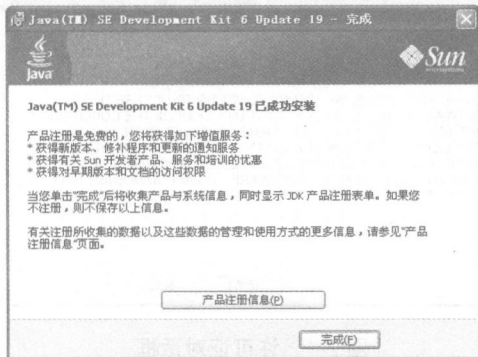 Java(TM) SE Development Kit 6 Update 19 - 完成
Java
Sun
microsystems
Java(TM) SE Development Kit 6 Update 19 已成功安装
产品注册是免费的，您将获得如下增值服务：
* 获得新版本、修补程序和更新的通知服务
* 获得有关 Sun 开发者产品、服务和培训的优惠
* 获得对早期版本和文档的访问权限
当您单击“完成”后将收集产品与系统信息，同时显示 JDK 产品注册表单。如果您
不注册，则不保存以上信息。
有关注册所收集的数据以及这些数据的管理和使用方式的更多信息，请参见“产品
注册信息”页面。
产品注册信息(P)
完成(F)